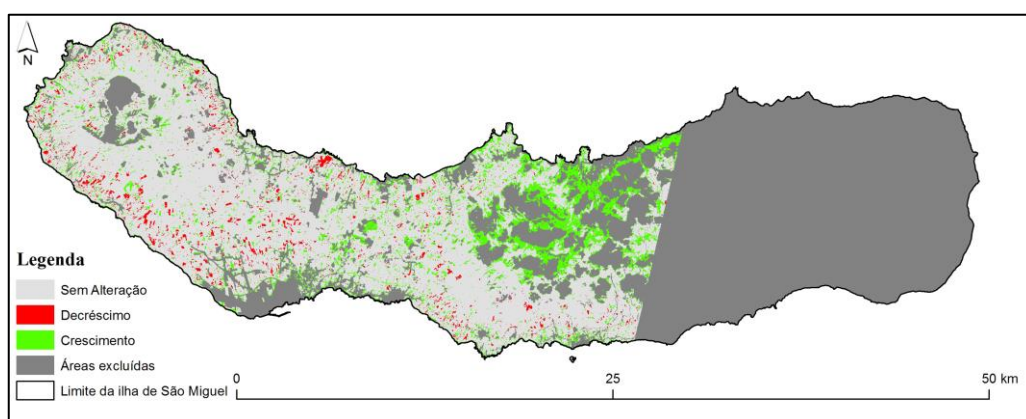 N
Legenda
Sem Alteração
Decréscimo
Crescimento
Áreas excluídas
Limite da ilha de São Miguel
0 25 50 km